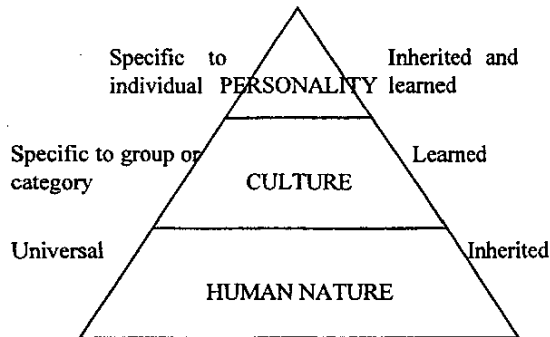 Specific to Inherited and
individual PERSONALITY learned
Specific to group or Learned
category CULTURE
Universal Inherited
HUMAN NATURE